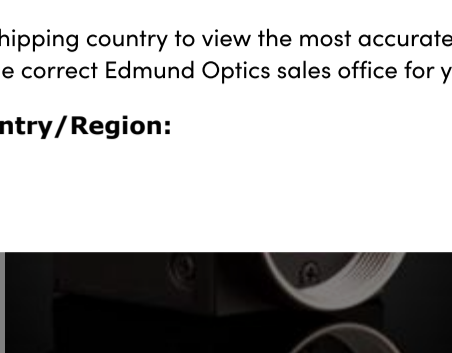 hipping country to view the most accurate
e correct Edmund Optics sales office for y
ntry/Region: